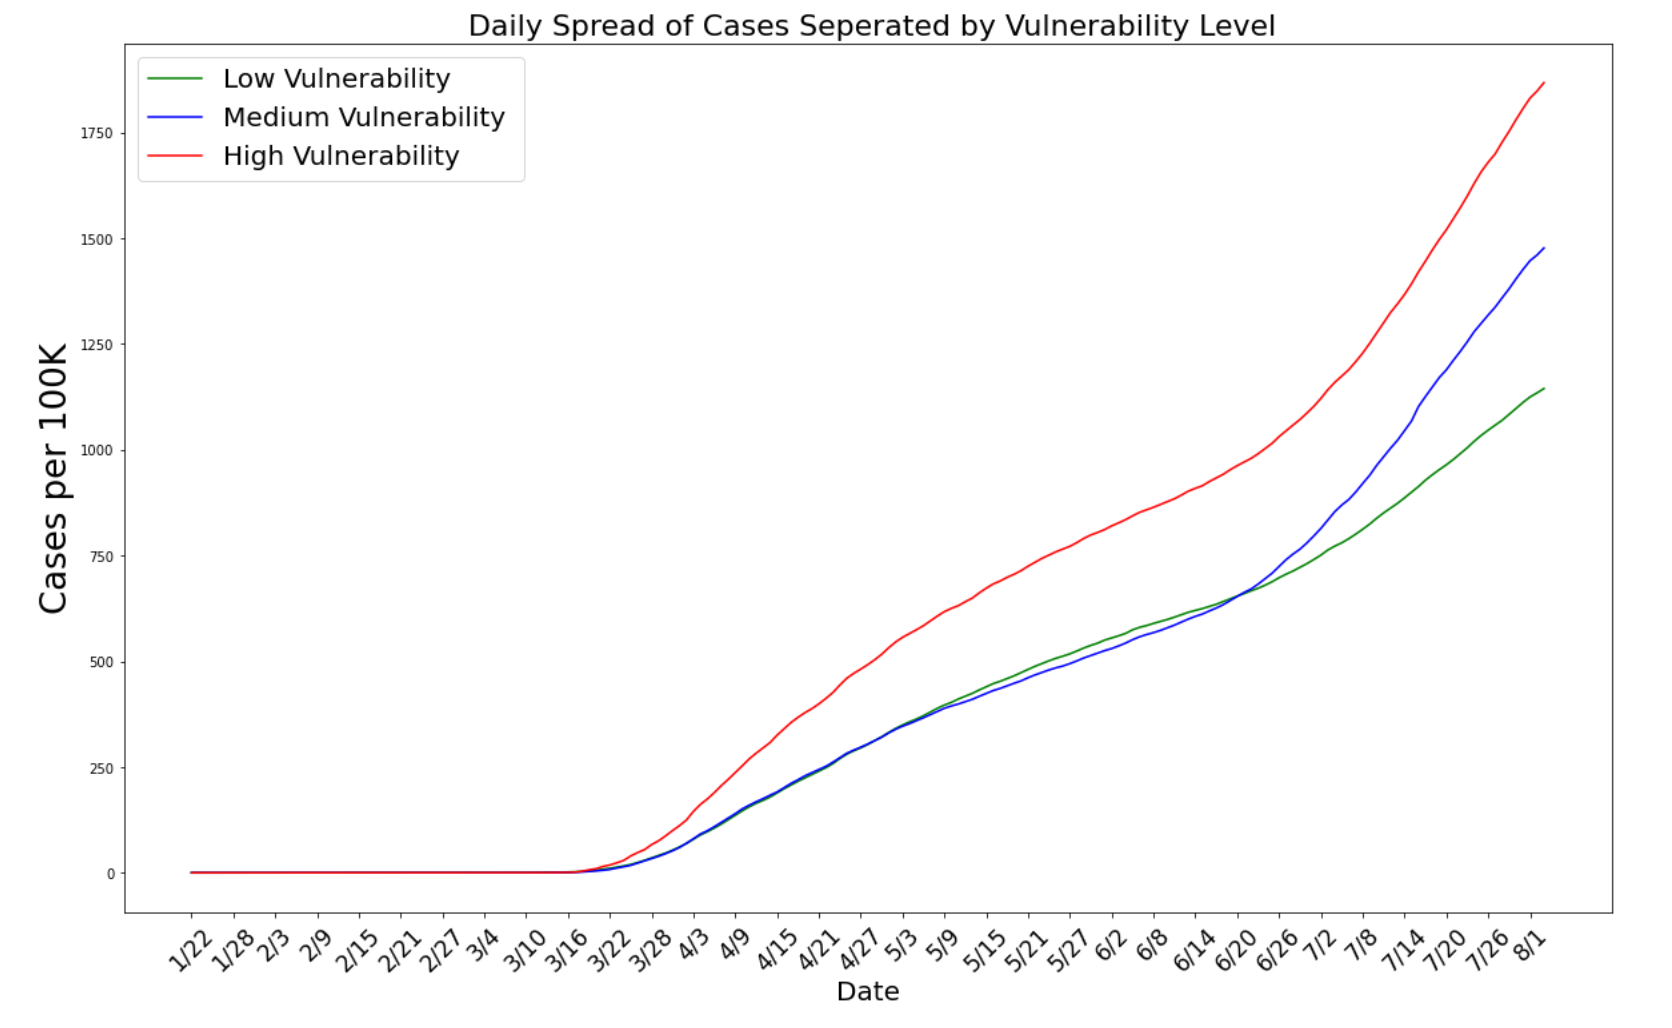 Daily Spread of Cases Seperated by Vulnerability Level
Low Vulnerability
Medium Vulnerability
High Vulnerability
Cases per 100K
1750
1500
1250
1000
750
500
250
0
1/22 1/28 2/3 2/9 2/15 2/21 2/27 3/4 3/10 3/16 3/22 3/28 4/3 4/9 4/15 4/21 4/27 5/3 5/9 5/15 5/21 5/27 6/2 6/8 6/14 6/20 6/26 7/2 7/8 7/14 7/20 7/26 8/1
Date